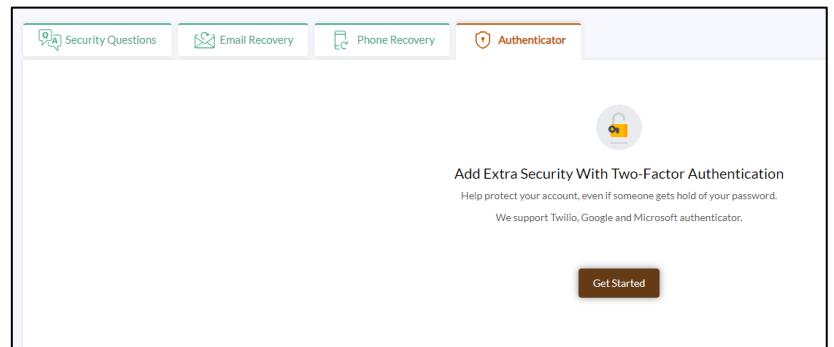 Q A Security Questions
Email Recovery
Phone Recovery
Authenticator
Add Extra Security With Two-Factor Authentication
Help protect your account, even if someone gets hold of your password.
We support Twilio, Google and Microsoft authenticator.
Get Started